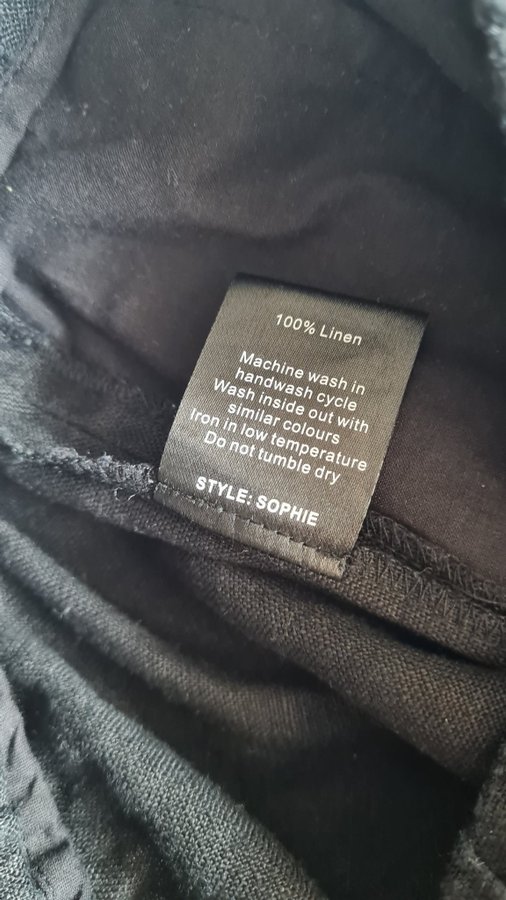 100% Linen
Machine wash in
handwash cycle
Wash inside out with
similar colours
Iron in low temperature
Do not tumble dry
STYLE: SOPHIE